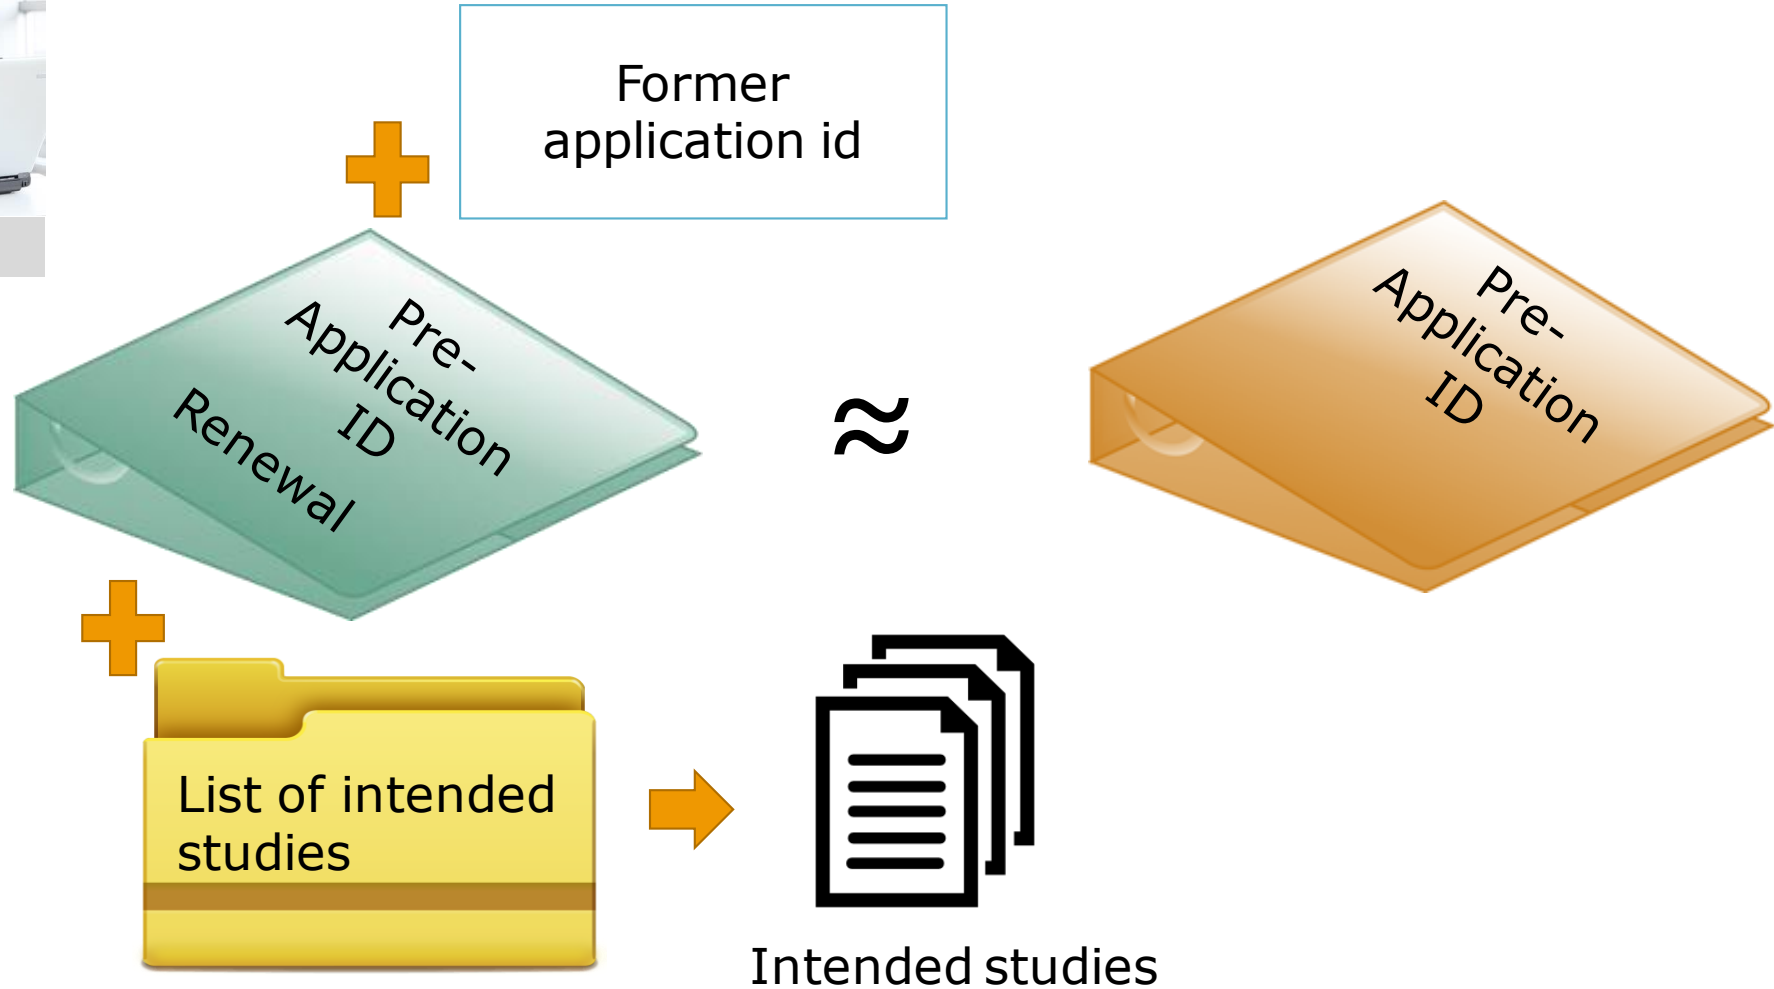 Former
application id
Pre-
Application
ID
Renewal
≈
Pre-
Application
ID
List of intended
studies
Intended studies